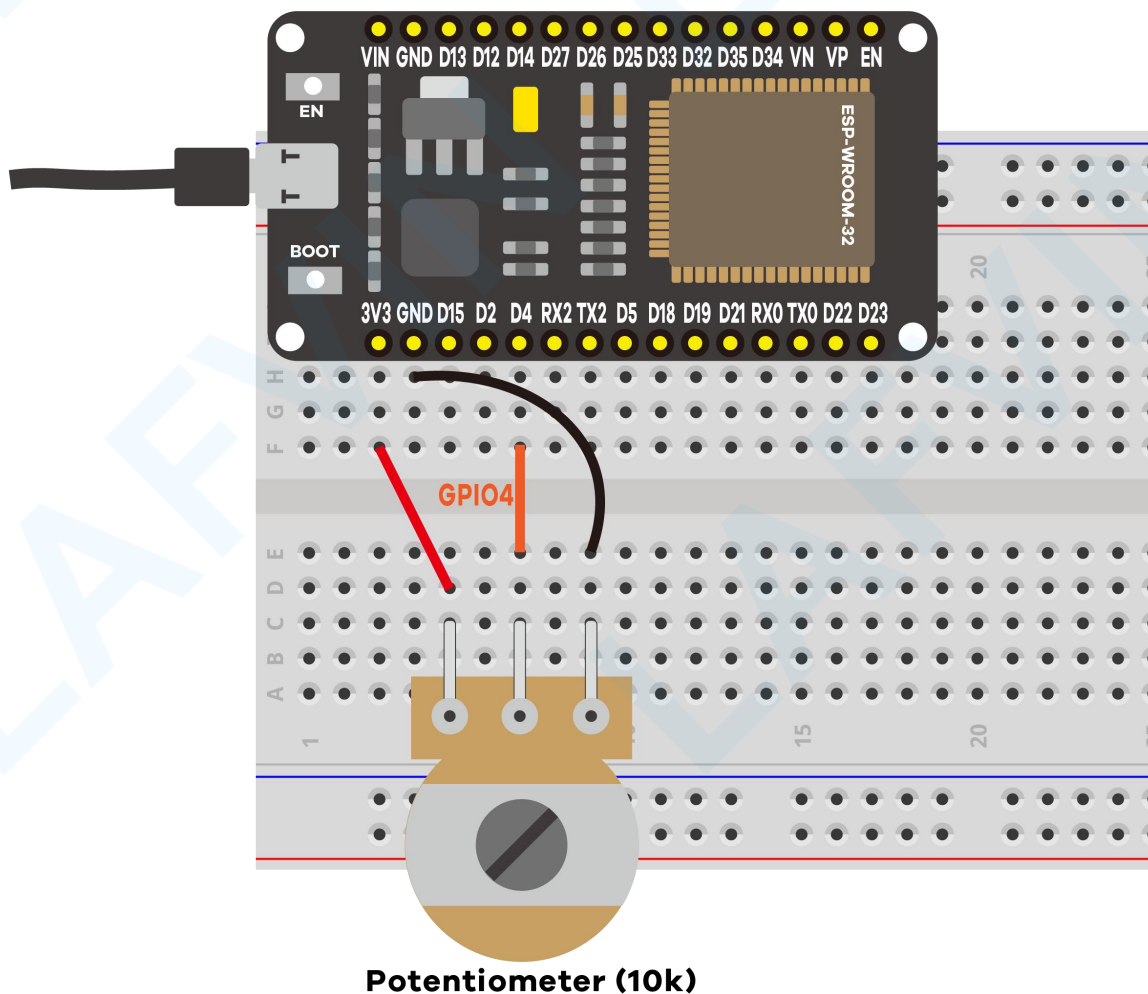 VIN GND D13 D12 D14 D27 D26 D25 D33 D32 D35 D34 VN VP EN
EN
ESP-WROOM-32
BOOT
3V3 GND D15 D2 D4 RX2 TX2 D5 D18 D19 D21 RX0 TX0 D22 D23
20
H
G
F
GPIO4
E
D
C
B
A
1
15
20
Potentiometer (10k)
LAFVIN
LAFVIN